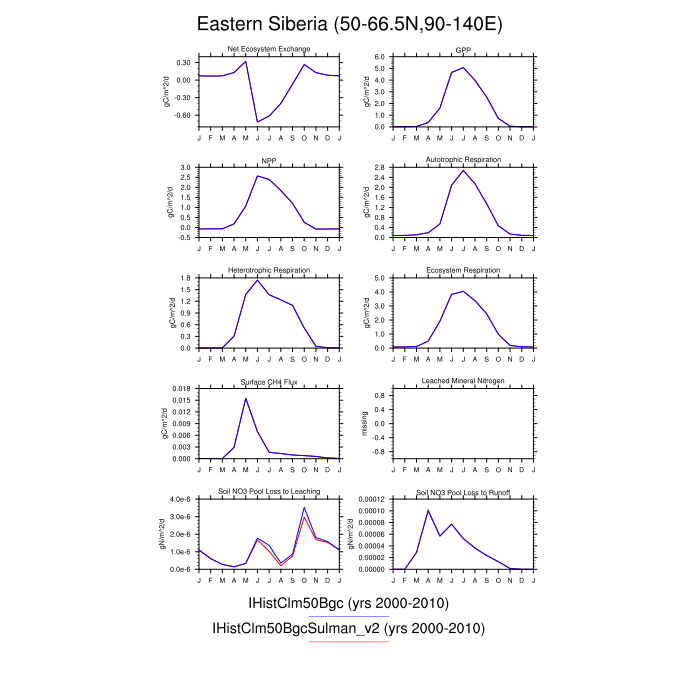 Eastern Siberia (50-66.5N,90-140E)
Net Ecosystem Exchange
gC/m^2/d
0.30
0.00
-0.30
-0.60
J F M A M J J A S O N D J
GPP
gC/m^2/d
6.0
5.0
4.0
3.0
2.0
1.0
0.0
J F M A M J J A S O N D J
NPP
gC/m^2/d
3.0
2.5
2.0
1.5
1.0
0.5
0.0
-0.5
J F M A M J J A S O N D J
Autotrophic Respiration
gC/m^2/d
2.8
2.4
2.0
1.6
1.2
0.8
0.4
0.0
J F M A M J J A S O N D J
Heterotrophic Respiration
gC/m^2/d
1.8
1.5
1.2
0.9
0.6
0.3
0.0
J F M A M J J A S O N D J
Ecosystem Respiration
gC/m^2/d
5.0
4.0
3.0
2.0
1.0
0.0
J F M A M J J A S O N D J
Surface CH4 Flux
gC/m^2/d
0.018
0.015
0.012
0.009
0.006
0.003
0.000
J F M A M J J A S O N D J
Leached Mineral Nitrogen
missing
0.8
0.4
-0.0
-0.4
-0.8
J F M A M J J A S O N D J
Soil NO3 Pool Loss to Leaching
gN/m^2/d
4.0e-6
3.0e-6
2.0e-6
1.0e-6
0.0e-6
J F M A M J J A S O N D J
Soil NO3 Pool Loss to Runoff
gN/m^2/d
0.00012
0.00010
0.00008
0.00006
0.00004
0.00002
0.00000
J F M A M J J A S O N D J
IHistClm50Bgc (yrs 2000-2010)
IHistClm50BgcSulman_v2 (yrs 2000-2010)